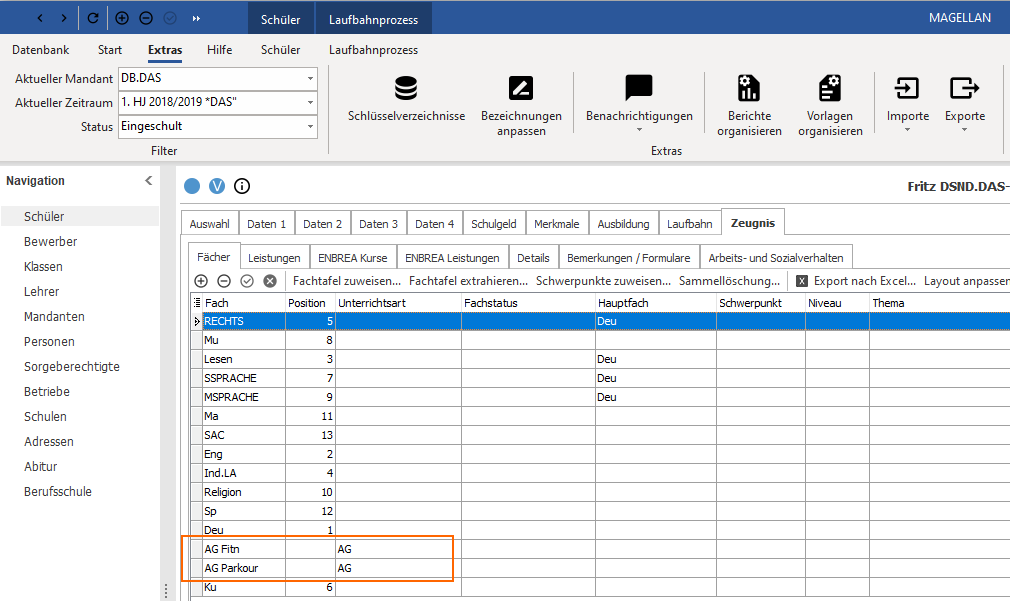 Schüler Laufbahnprozess MAGELLAN
Datenbank Start Extras Hilfe Schüler Laufbahnprozess
Aktueller Mandant DB.DAS
Aktueller Zeitraum 1. HJ 2018/2019 *DAS"
Status Eingeschult
Filter
Schlüsselverzeichnisse
Bezeichnungen
anpassen
Benachrichtigungen
Berichte
organisieren
Vorlagen
organisieren
Importe
Exporte
Extras
Navigation
Schüler
Bewerber
Klassen
Lehrer
Mandanten
Personen
Sorgeberechtigte
Betriebe
Schulen
Adressen
Abitur
Berufsschule
V
Fritz DSND.DAS-
Auswahl Daten 1 Daten 2 Daten 3 Daten 4 Schulgeld Merkmale Ausbildung Laufbahn Zeugnis
Fächer Leistungen ENBREA Kurse ENBREA Leistungen Details Bemerkungen / Formulare Arbeits- und Sozialverhalten
Fachtafel zuweisen... Fachtafel extrahieren... Schwerpunkte zuweisen... Sammellöschung... X Export nach Excel... Layout anpassen
Fach Position Unterrichtsart Fachstatus Hauptfach Schwerpunkt Niveau Thema
RECHTS 5 Deu
Mu 8
Lesen 3 Deu
SSPRACHE 7 Deu
MSPRACHE 9 Deu
Ma 11
SAC 13
Eng 2
Ind.LA 4
Religion 10
Sp 12
Deu 1
AG Fitn AG
AG Parkour AG
Ku 6